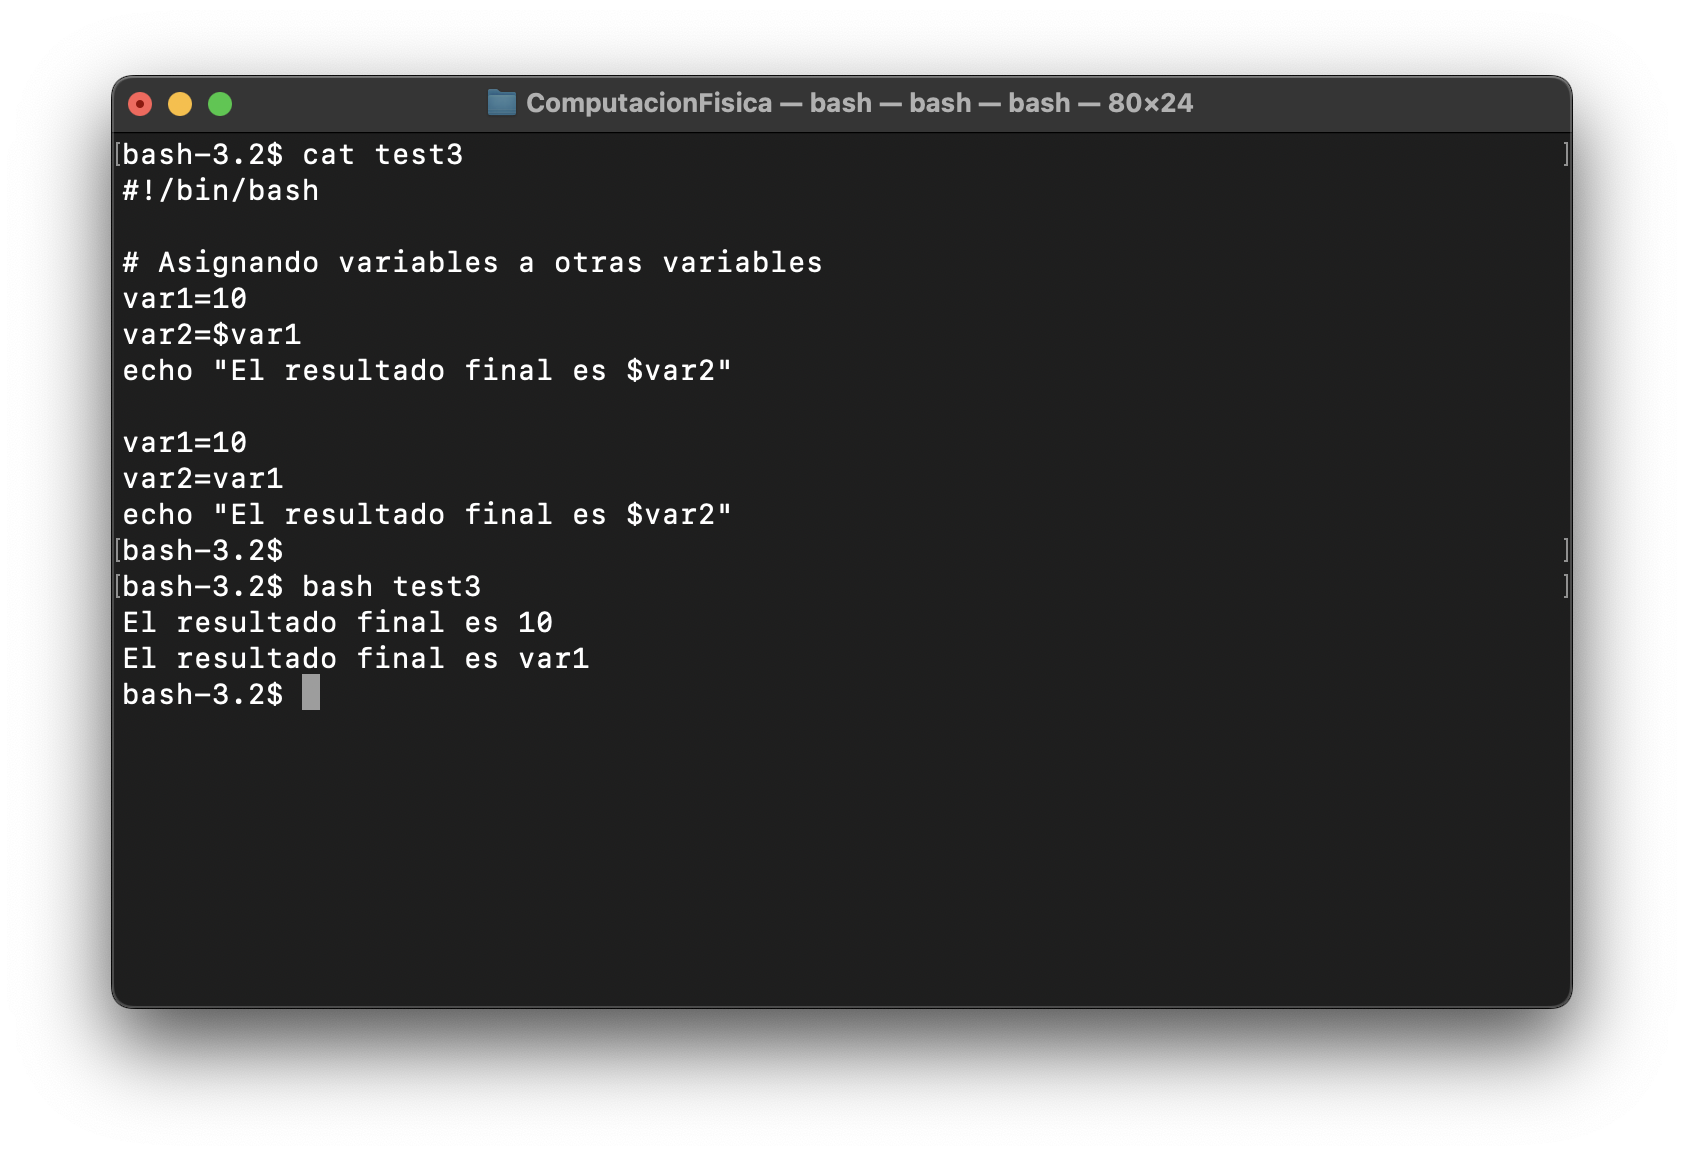 ComputacionFisica — bash — bash — bash — 80×24
[bash-3.2$ cat test3]
#!/bin/bash
# Asignando variables a otras variables
var1=10
var2=$var1
echo "El resultado final es $var2"
var1=10
var2=var1
echo "El resultado final es $var2"
[bash-3.2$ ]
[bash-3.2$ bash test3]
El resultado final es 10
El resultado final es var1
bash-3.2$